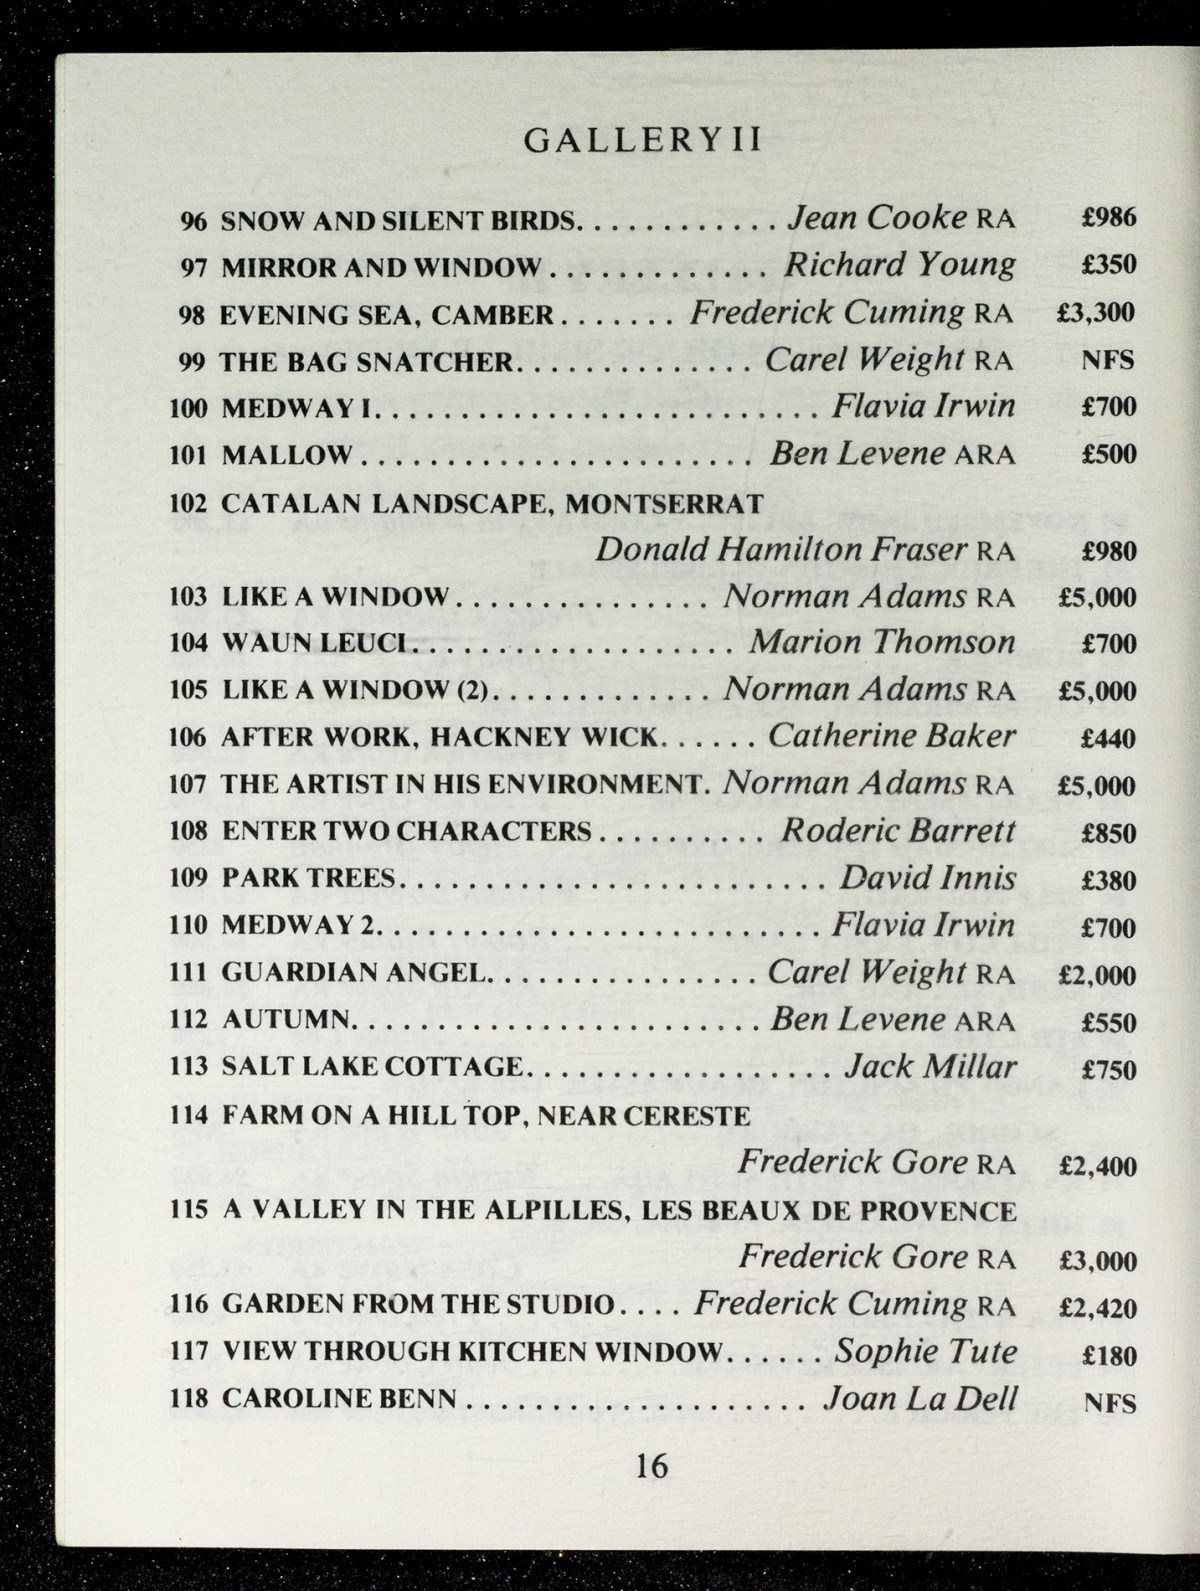 GALLERY II
96 SNOW AND SILENT BIRDS............ Jean Cooke RA £986
97 MIRROR AND WINDOW............. Richard Young £350
98 EVENING SEA, CAMBER....... Frederick Cuming RA £3,300
99 THE BAG SNATCHER.............. Carel Weight RA NFS
100 MEDWAY I........................... Flavia Irwin £700
101 MALLOW........................ Ben Levene ARA £500
102 CATALAN LANDSCAPE, MONTSERRAT
Donald Hamilton Fraser RA £980
103 LIKE A WINDOW............... Norman Adams RA £5,000
104 WAUN LEUCI................... Marion Thomson £700
105 LIKE A WINDOW (2)............. Norman Adams RA £5,000
106 AFTER WORK, HACKNEY WICK...... Catherine Baker £440
107 THE ARTIST IN HIS ENVIRONMENT. Norman Adams RA £5,000
108 ENTER TWO CHARACTERS.......... Roderic Barrett £850
109 PARK TREES.......................... David Innis £380
110 MEDWAY 2........................... Flavia Irwin £700
111 GUARDIAN ANGEL................ Carel Weight RA £2,000
112 AUTUMN......................... Ben Levene ARA £550
113 SALT LAKE COTTAGE................... Jack Millar £750
114 FARM ON A HILL TOP, NEAR CERESTE
Frederick Gore RA £2,400
115 A VALLEY IN THE ALPILLES, LES BEAUX DE PROVENCE
Frederick Gore RA £3,000
116 GARDEN FROM THE STUDIO.... Frederick Cuming RA £2,420
117 VIEW THROUGH KITCHEN WINDOW...... Sophie Tute £180
118 CAROLINE BENN..................... Joan La Dell NFS
16